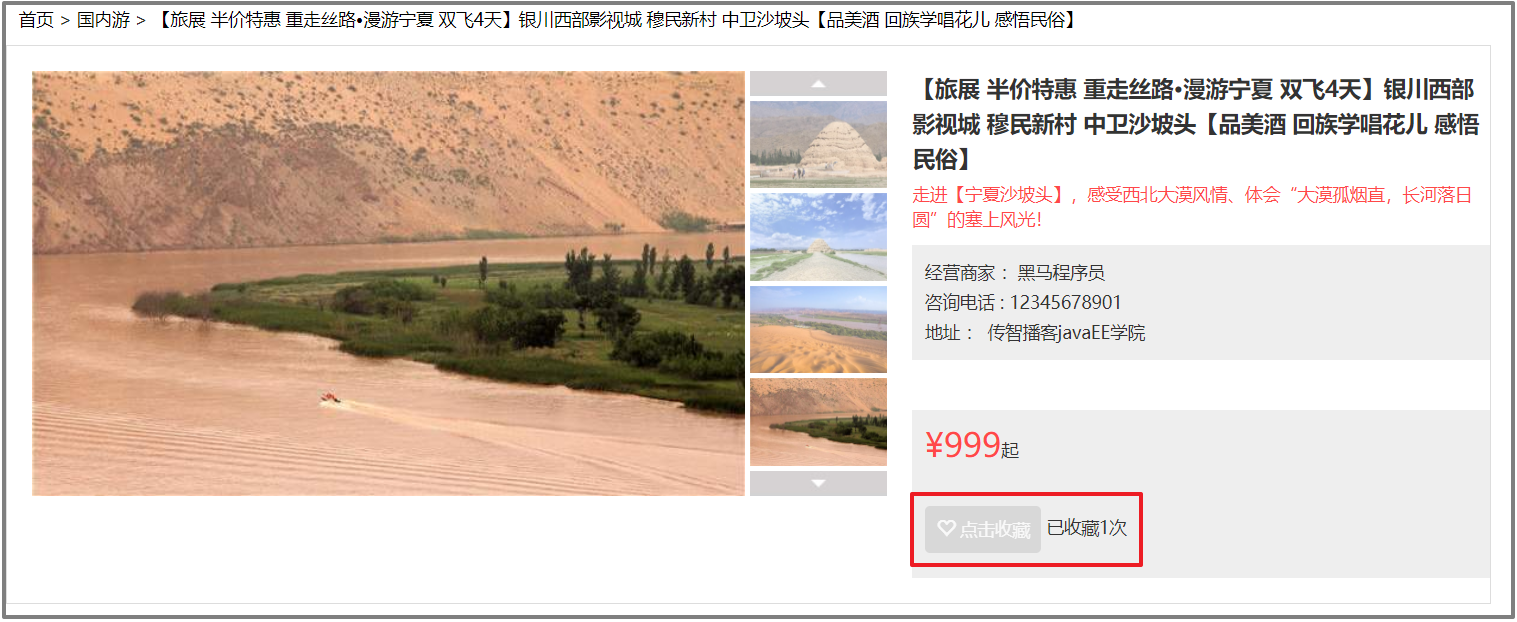 首页 > 国内游 > 【旅展 半价特惠 重走丝路•漫游宁夏 双飞4天】银川西部影视城 穆民新村 中卫沙坡头【品美酒 回族学唱花儿 感悟民俗】
【旅展 半价特惠 重走丝路•漫游宁夏 双飞4天】银川西部
影视城 穆民新村 中卫沙坡头【品美酒 回族学唱花儿 感悟
民俗】
走进【宁夏沙坡头】，感受西北大漠风情、体会“大漠孤烟直，长河落日
圆”的塞上风光！
经营商家： 黑马程序员
咨询电话 : 12345678901
地址： 传智播客javaEE学院
¥999起
点击收藏 已收藏1次